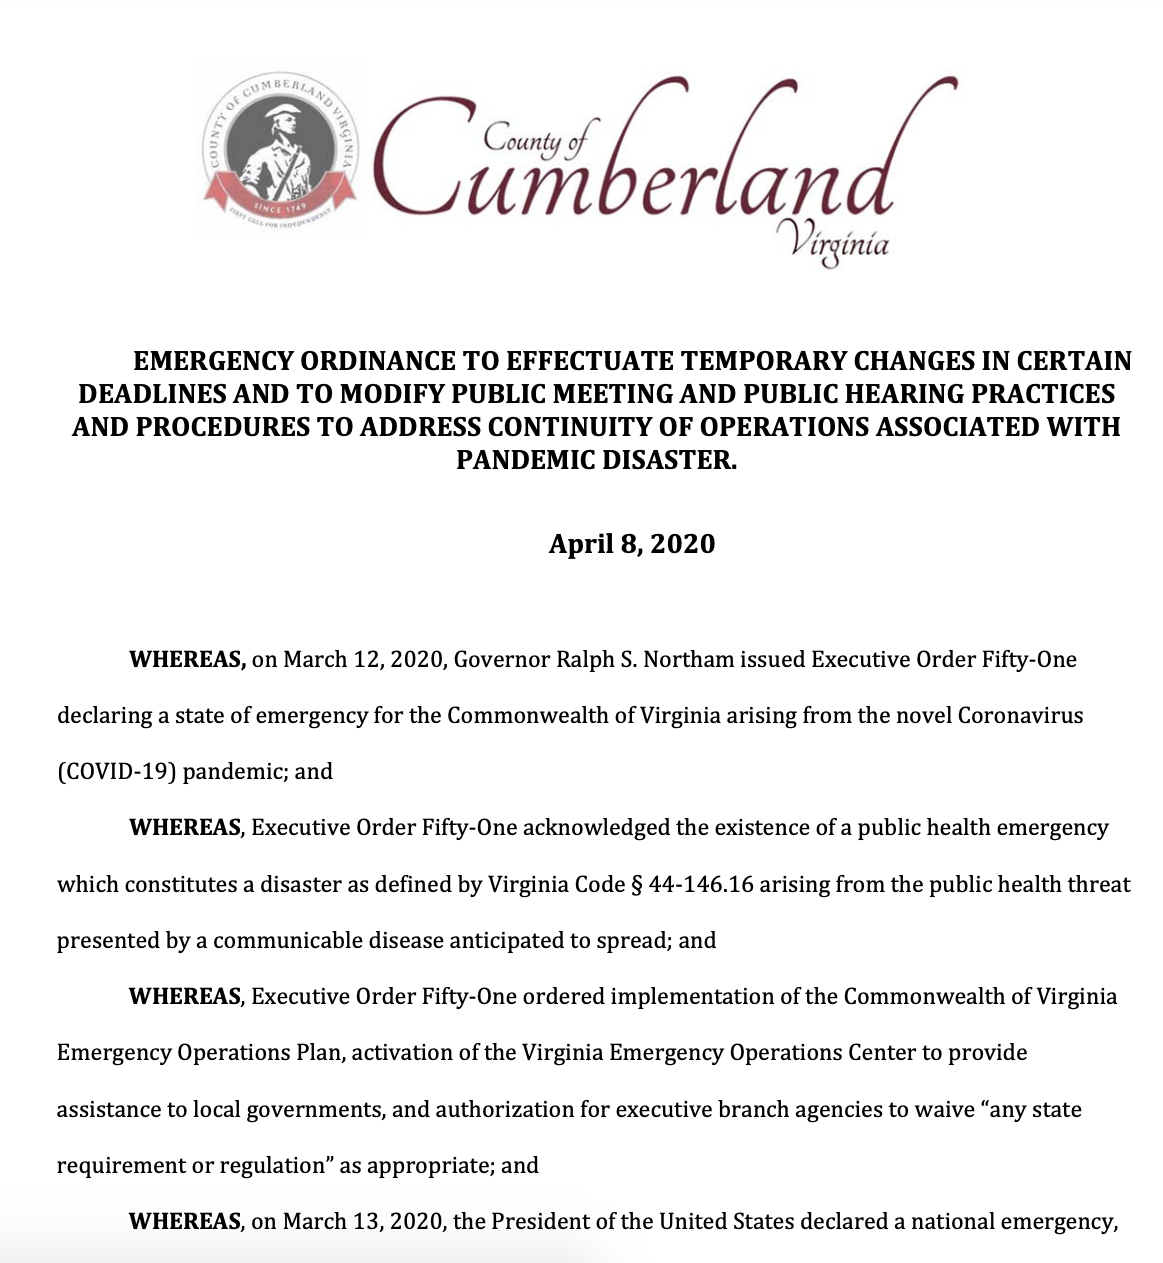 COUNTY OF CUMBERLAND VIRGINIA
SINCE 1749
FIRST CALL FOR INDEPENDENCE
County of
Cumberland
Virginia
EMERGENCY ORDINANCE TO EFFECTUATE TEMPORARY CHANGES IN CERTAIN
DEADLINES AND TO MODIFY PUBLIC MEETING AND PUBLIC HEARING PRACTICES
AND PROCEDURES TO ADDRESS CONTINUITY OF OPERATIONS ASSOCIATED WITH
PANDEMIC DISASTER.
April 8, 2020
WHEREAS, on March 12, 2020, Governor Ralph S. Northam issued Executive Order Fifty-One
declaring a state of emergency for the Commonwealth of Virginia arising from the novel Coronavirus
(COVID-19) pandemic; and
WHEREAS, Executive Order Fifty-One acknowledged the existence of a public health emergency
which constitutes a disaster as defined by Virginia Code § 44-146.16 arising from the public health threat
presented by a communicable disease anticipated to spread; and
WHEREAS, Executive Order Fifty-One ordered implementation of the Commonwealth of Virginia
Emergency Operations Plan, activation of the Virginia Emergency Operations Center to provide
assistance to local governments, and authorization for executive branch agencies to waive “any state
requirement or regulation” as appropriate; and
WHEREAS, on March 13, 2020, the President of the United States declared a national emergency,